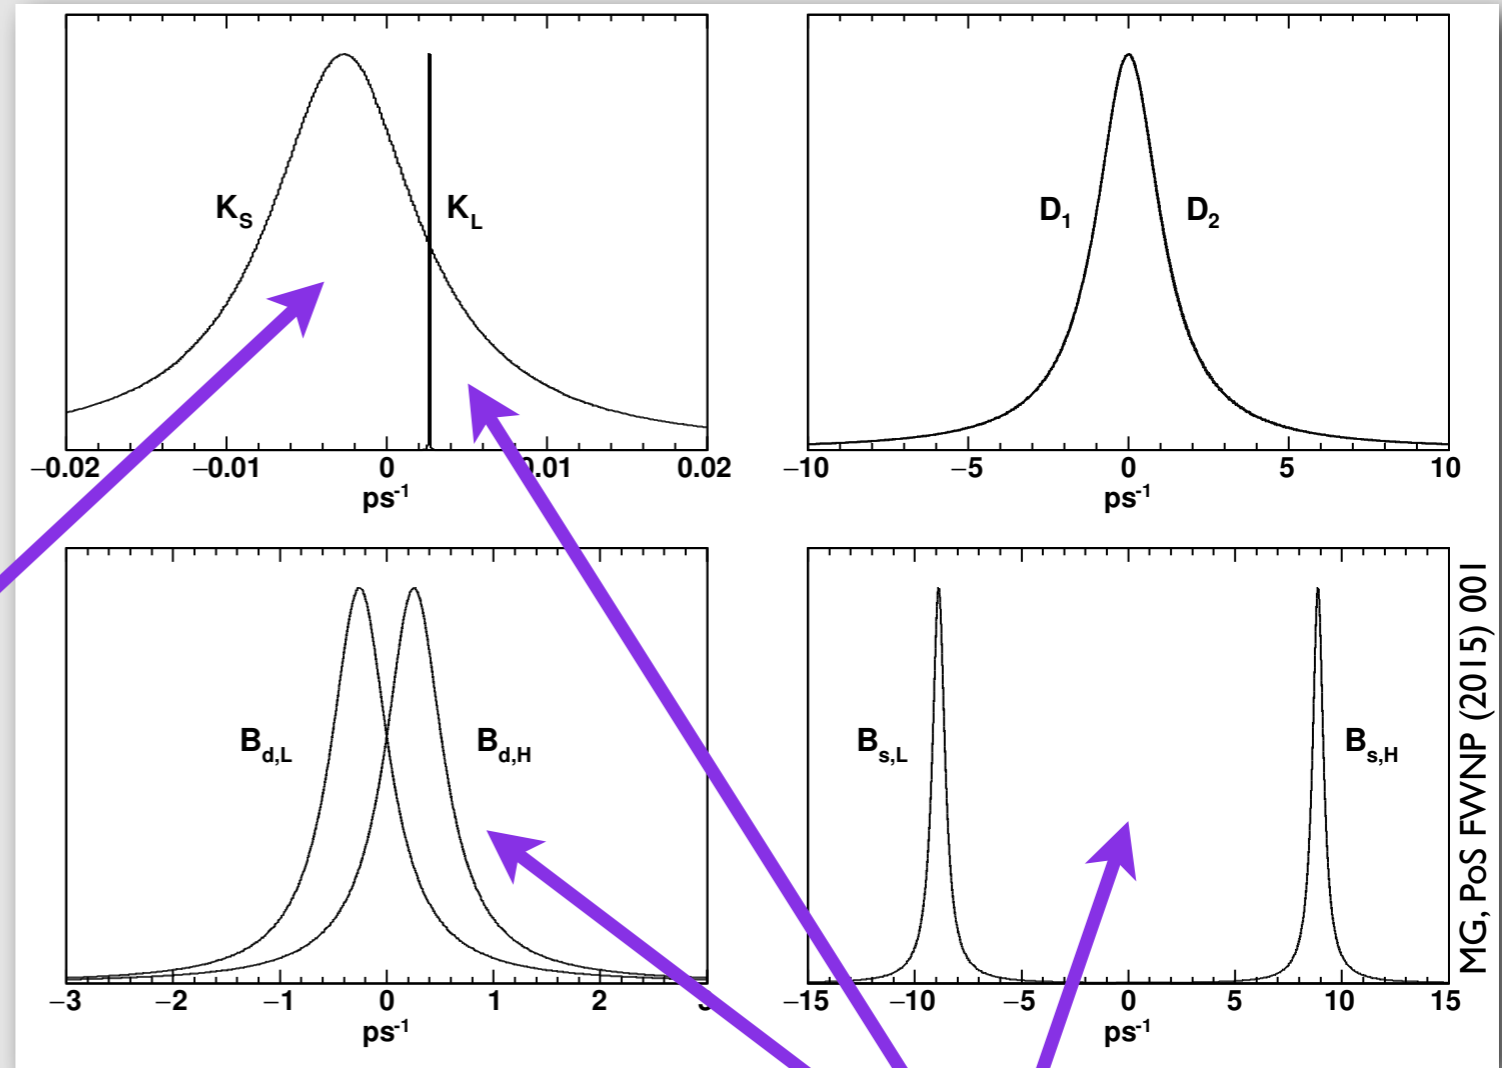 K_S K_L
−0.02 −0.01 0 0.01 0.02
ps⁻¹
D₁ D₂
−10 −5 0 5 10
ps⁻¹
B_d,L B_d,H
−3 −2 −1 0 1 2 3
ps⁻¹
B_s,L B_s,H
−15 −10 −5 0 5 10 15
ps⁻¹
MG, PoS FWNP (2015) 001